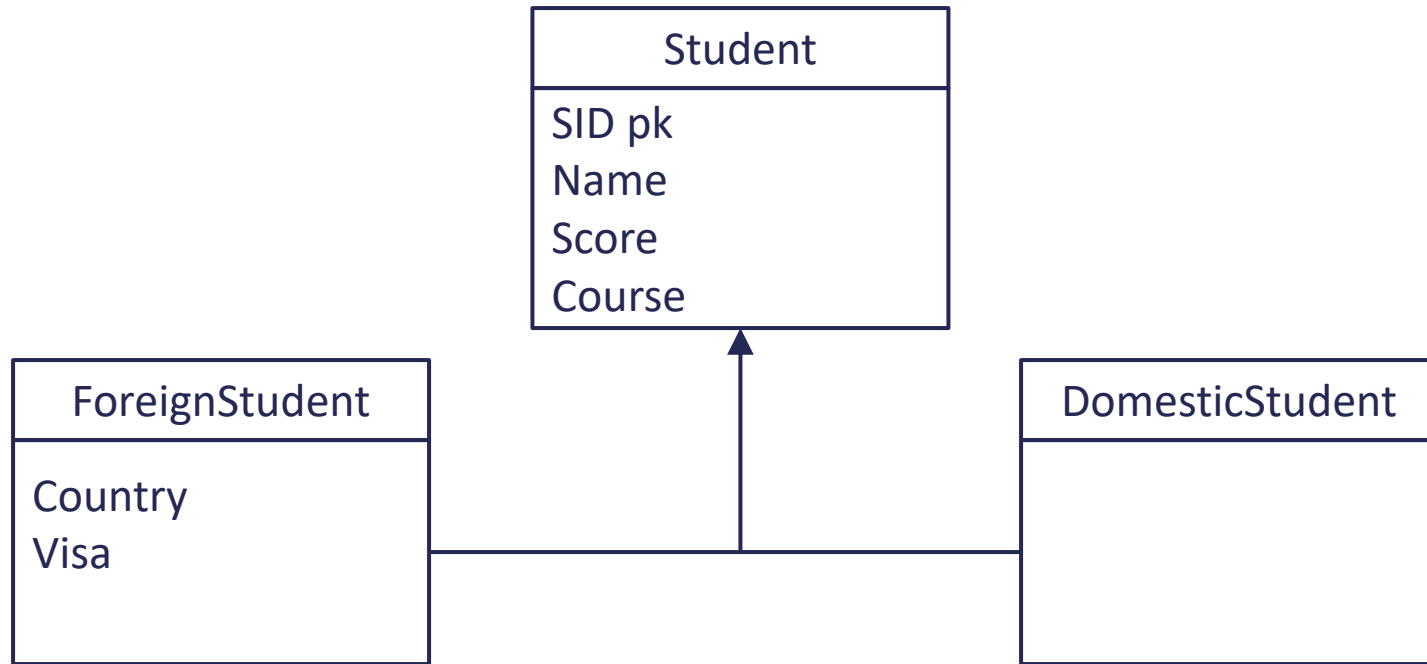 Student
SID pk
Name
Score
Course
ForeignStudent
Country
Visa
DomesticStudent